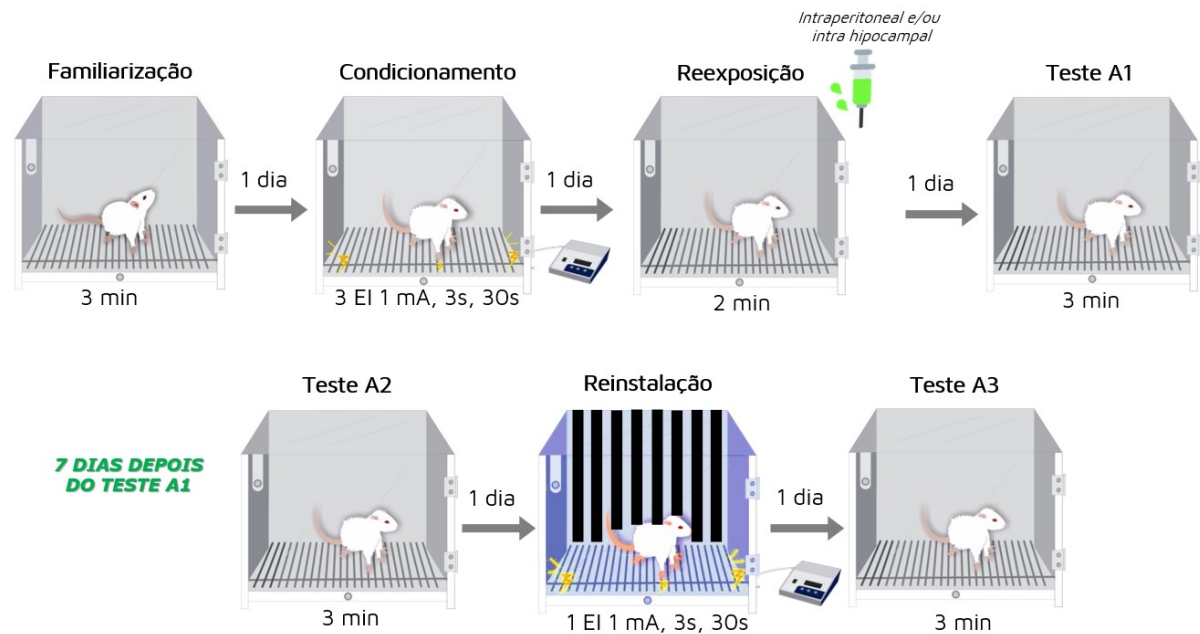 Intraperitoneal e/ou
intra hipocampal
Familiarização
Condicionamento
Reexposição
Teste A1
1 dia
1 dia
1 dia
3 min
3 EI 1 mA, 3s, 30s
2 min
3 min
Teste A2
Reinstalação
Teste A3
7 DIAS DEPOIS
DO TESTE A1
1 dia
1 dia
3 min
1 EI 1 mA, 3s, 30s
3 min